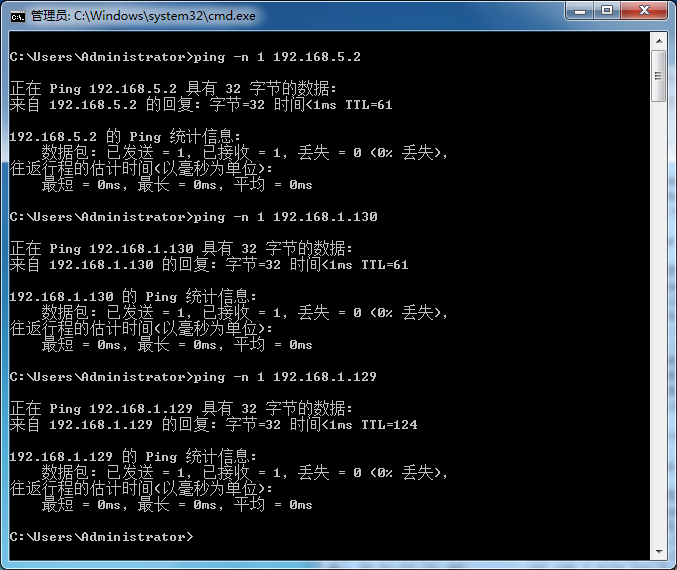 管理员: C:\Windows\system32\cmd.exe
C:\Users\Administrator>ping -n 1 192.168.5.2
正在 Ping 192.168.5.2 具有 32 字节的数据:
来自 192.168.5.2 的回复: 字节=32 时间<1ms TTL=61
192.168.5.2 的 Ping 统计信息:
数据包: 已发送 = 1, 已接收 = 1, 丢失 = 0 (0% 丢失),
往返行程的估计时间(以毫秒为单位):
最短 = 0ms, 最长 = 0ms, 平均 = 0ms
C:\Users\Administrator>ping -n 1 192.168.1.130
正在 Ping 192.168.1.130 具有 32 字节的数据:
来自 192.168.1.130 的回复: 字节=32 时间<1ms TTL=61
192.168.1.130 的 Ping 统计信息:
数据包: 已发送 = 1, 已接收 = 1, 丢失 = 0 (0% 丢失),
往返行程的估计时间(以毫秒为单位):
最短 = 0ms, 最长 = 0ms, 平均 = 0ms
C:\Users\Administrator>ping -n 1 192.168.1.129
正在 Ping 192.168.1.129 具有 32 字节的数据:
来自 192.168.1.129 的回复: 字节=32 时间<1ms TTL=124
192.168.1.129 的 Ping 统计信息:
数据包: 已发送 = 1, 已接收 = 1, 丢失 = 0 (0% 丢失),
往返行程的估计时间(以毫秒为单位):
最短 = 0ms, 最长 = 0ms, 平均 = 0ms
C:\Users\Administrator>